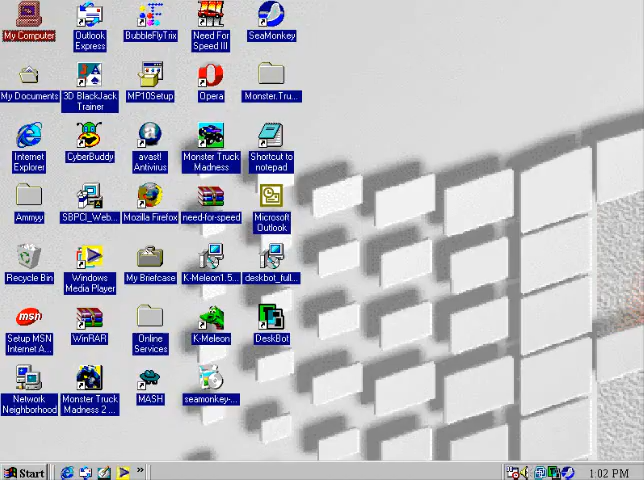 My Computer
Outlook
Express
BubbleFlyTrix
Need For
Speed III
SeaMonkey
My Documents
3D BlackJack
Trainer
MP10Setup
Opera
Monster.Tru...
Internet
Explorer
CyberBuddy
avast!
Antivirus
Monster Truck
Madness
Shortcut to
notepad
Ammyy
SBPCI_Web...
Mozilla Firefox
need-for-speed
Microsoft
Outlook
Recycle Bin
Windows
Media Player
My Briefcase
K-Meleon1.5...
deskbot_full...
msn
Setup MSN
Internet A...
WinRAR
Online
Services
K-Meleon
DeskBot
Network
Neighborhood
Monster Truck
Madness 2 ...
MASH
seamonkey-...
Start
»
1:02 PM